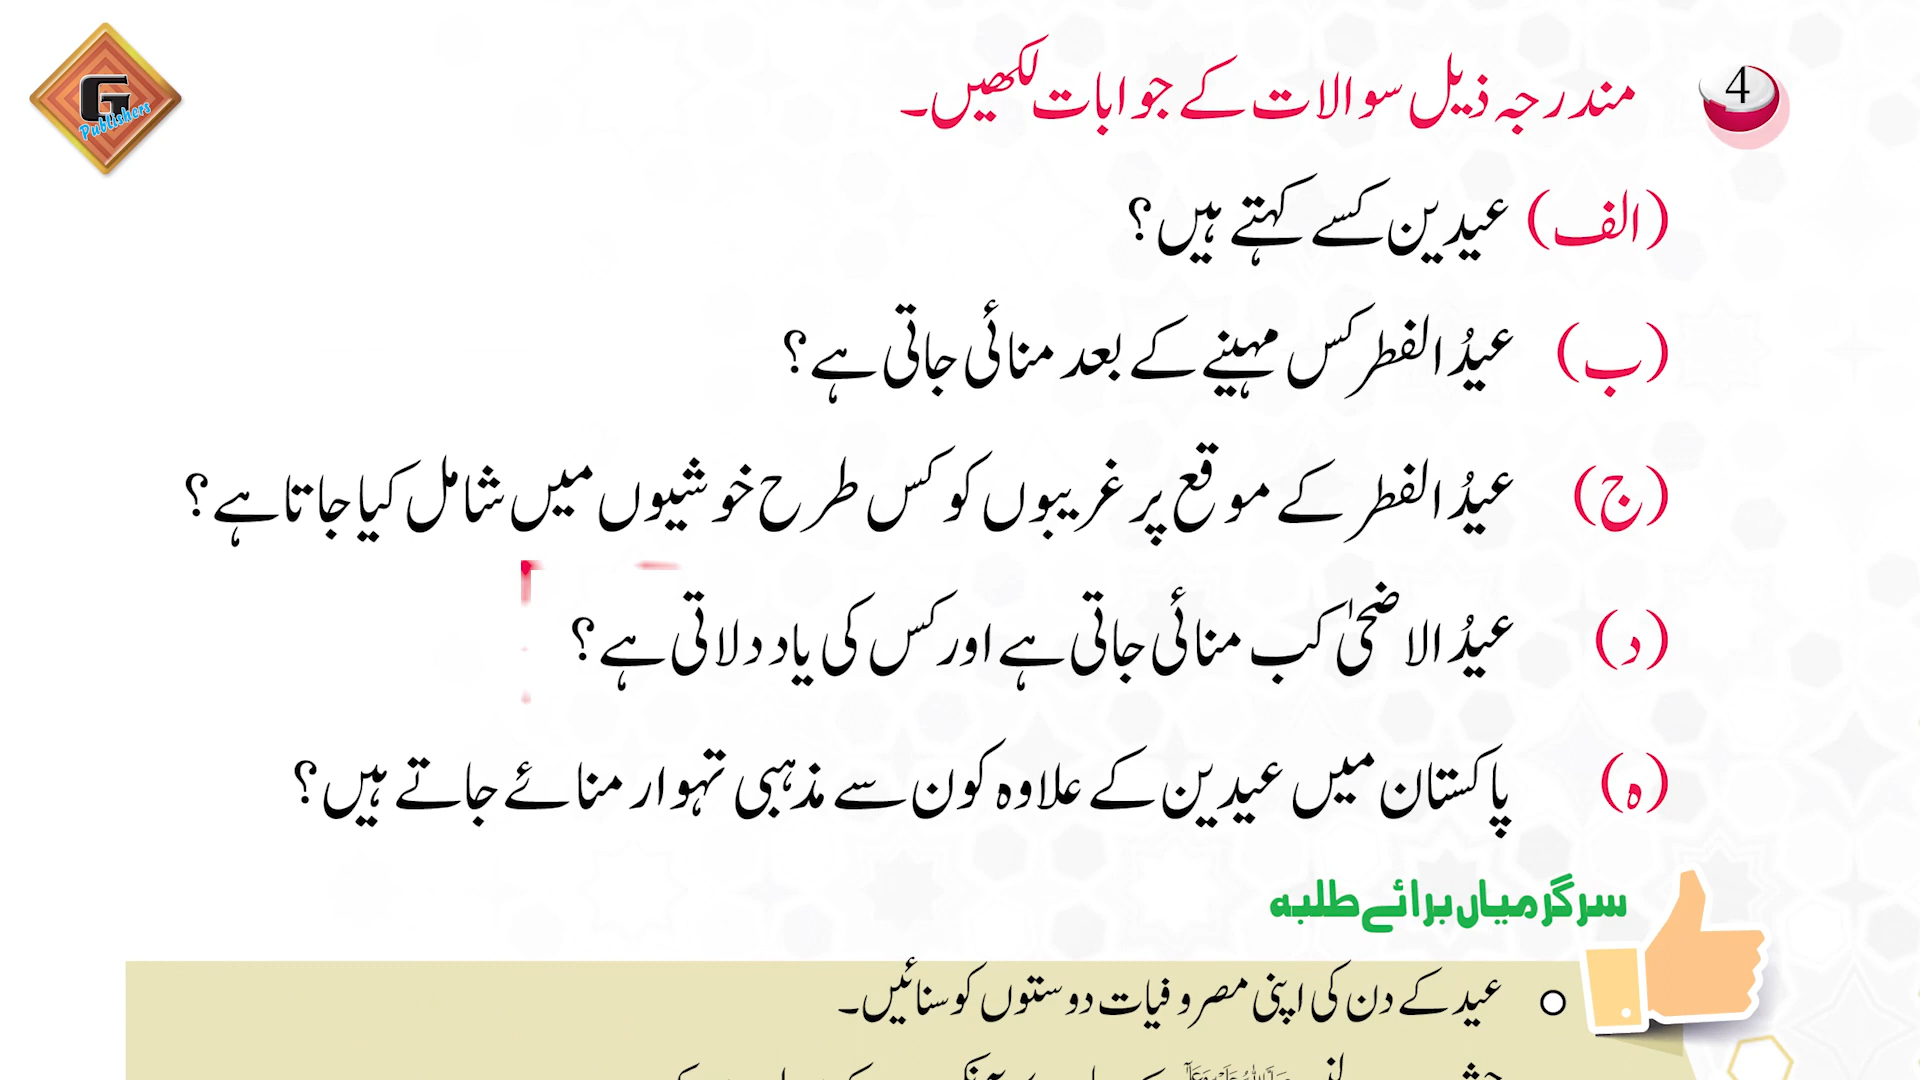 G
Publishers
4 مندرجہ ذیل سوالات کے جوابات لکھیں۔
(الف) عیدین کسے کہتے ہیں؟
(ب) عیدُ الفطر کس مہینے کے بعد منائی جاتی ہے؟
(ج) عیدُ الفطر کے موقع پر غریبوں کو کس طرح خوشیوں میں شامل کیا جاتا ہے؟
(د) عیدُ الاضحیٰ کب منائی جاتی ہے اور کس کی یاد دلاتی ہے؟
(ہ) پاکستان میں عیدین کے علاوہ کون سے مذہبی تہوار منائے جاتے ہیں؟
سرگرمیاں برائے طلبہ
عید کے دن کی اپنی مصروفیات دوستوں کو سنائیں۔